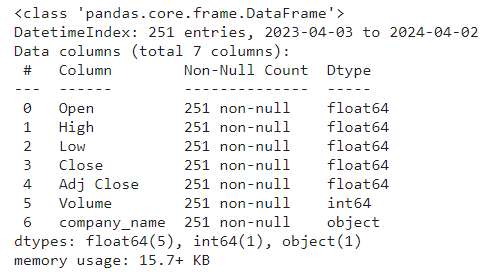 <class 'pandas.core.frame.DataFrame'>
DatetimeIndex: 251 entries, 2023-04-03 to 2024-04-02
Data columns (total 7 columns):
 #   Column        Non-Null Count  Dtype
---  ------        --------------  -----
 0   Open          251 non-null    float64
 1   High          251 non-null    float64
 2   Low           251 non-null    float64
 3   Close         251 non-null    float64
 4   Adj Close     251 non-null    float64
 5   Volume        251 non-null    int64
 6   company_name  251 non-null    object
dtypes: float64(5), int64(1), object(1)
memory usage: 15.7+ KB